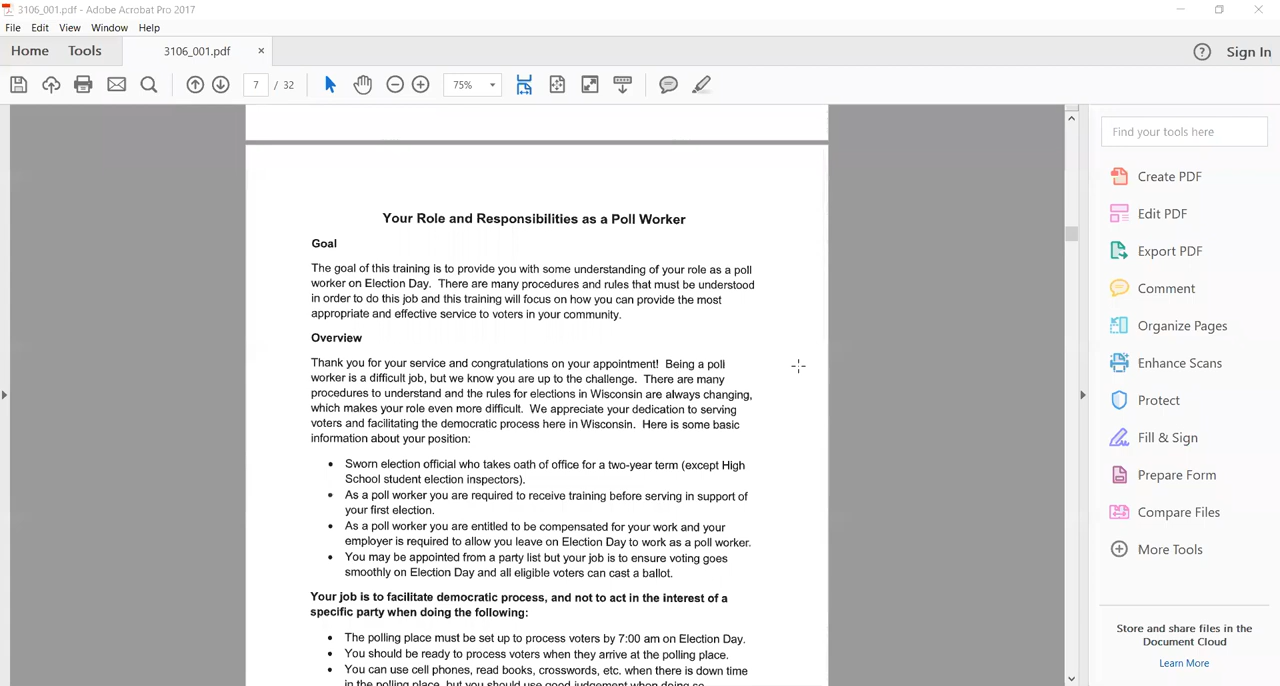 3106_001.pdf - Adobe Acrobat Pro 2017
File Edit View Window Help
Home Tools 3106_001.pdf × Sign In
7 / 32 75%
Find your tools here
Create PDF
Edit PDF
Export PDF
Comment
Organize Pages
Enhance Scans
Protect
Fill & Sign
Prepare Form
Compare Files
More Tools
Store and share files in the
Document Cloud
Learn More
Your Role and Responsibilities as a Poll Worker
Goal
The goal of this training is to provide you with some understanding of your role as a poll
worker on Election Day. There are many procedures and rules that must be understood
in order to do this job and this training will focus on how you can provide the most
appropriate and effective service to voters in your community.
Overview
Thank you for your service and congratulations on your appointment! Being a poll
worker is a difficult job, but we know you are up to the challenge. There are many
procedures to understand and the rules for elections in Wisconsin are always changing,
which makes your role even more difficult. We appreciate your dedication to serving
voters and facilitating the democratic process here in Wisconsin. Here is some basic
information about your position:
• Sworn election official who takes oath of office for a two-year term (except High
School student election inspectors).
• As a poll worker you are required to receive training before serving in support of
your first election.
• As a poll worker you are entitled to be compensated for your work and your
employer is required to allow you leave on Election Day to work as a poll worker.
• You may be appointed from a party list but your job is to ensure voting goes
smoothly on Election Day and all eligible voters can cast a ballot.
Your job is to facilitate democratic process, and not to act in the interest of a
specific party when doing the following:
• The polling place must be set up to process voters by 7:00 am on Election Day.
• You should be ready to process voters when they arrive at the polling place.
• You can use cell phones, read books, crosswords, etc. when there is down time
in the polling place, but you should use good judgement when doing so